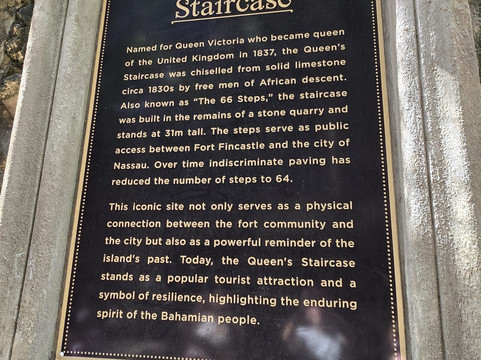 Staircase
Named for Queen Victoria who became queen
of the United Kingdom in 1837, the Queen's
Staircase was chiselled from solid limestone
circa 1830s by free men of African descent.
Also known as "The 66 Steps," the staircase
was built in the remains of a stone quarry and
stands at 31m tall. The steps serve as public
access between Fort Fincastle and the city of
Nassau. Over time indiscriminate paving has
reduced the number of steps to 64.
This iconic site not only serves as a physical
connection between the fort community and
the city but also as a powerful reminder of the
island's past. Today, the Queen's Staircase
stands as a popular tourist attraction and a
symbol of resilience, highlighting the enduring
spirit of the Bahamian people.